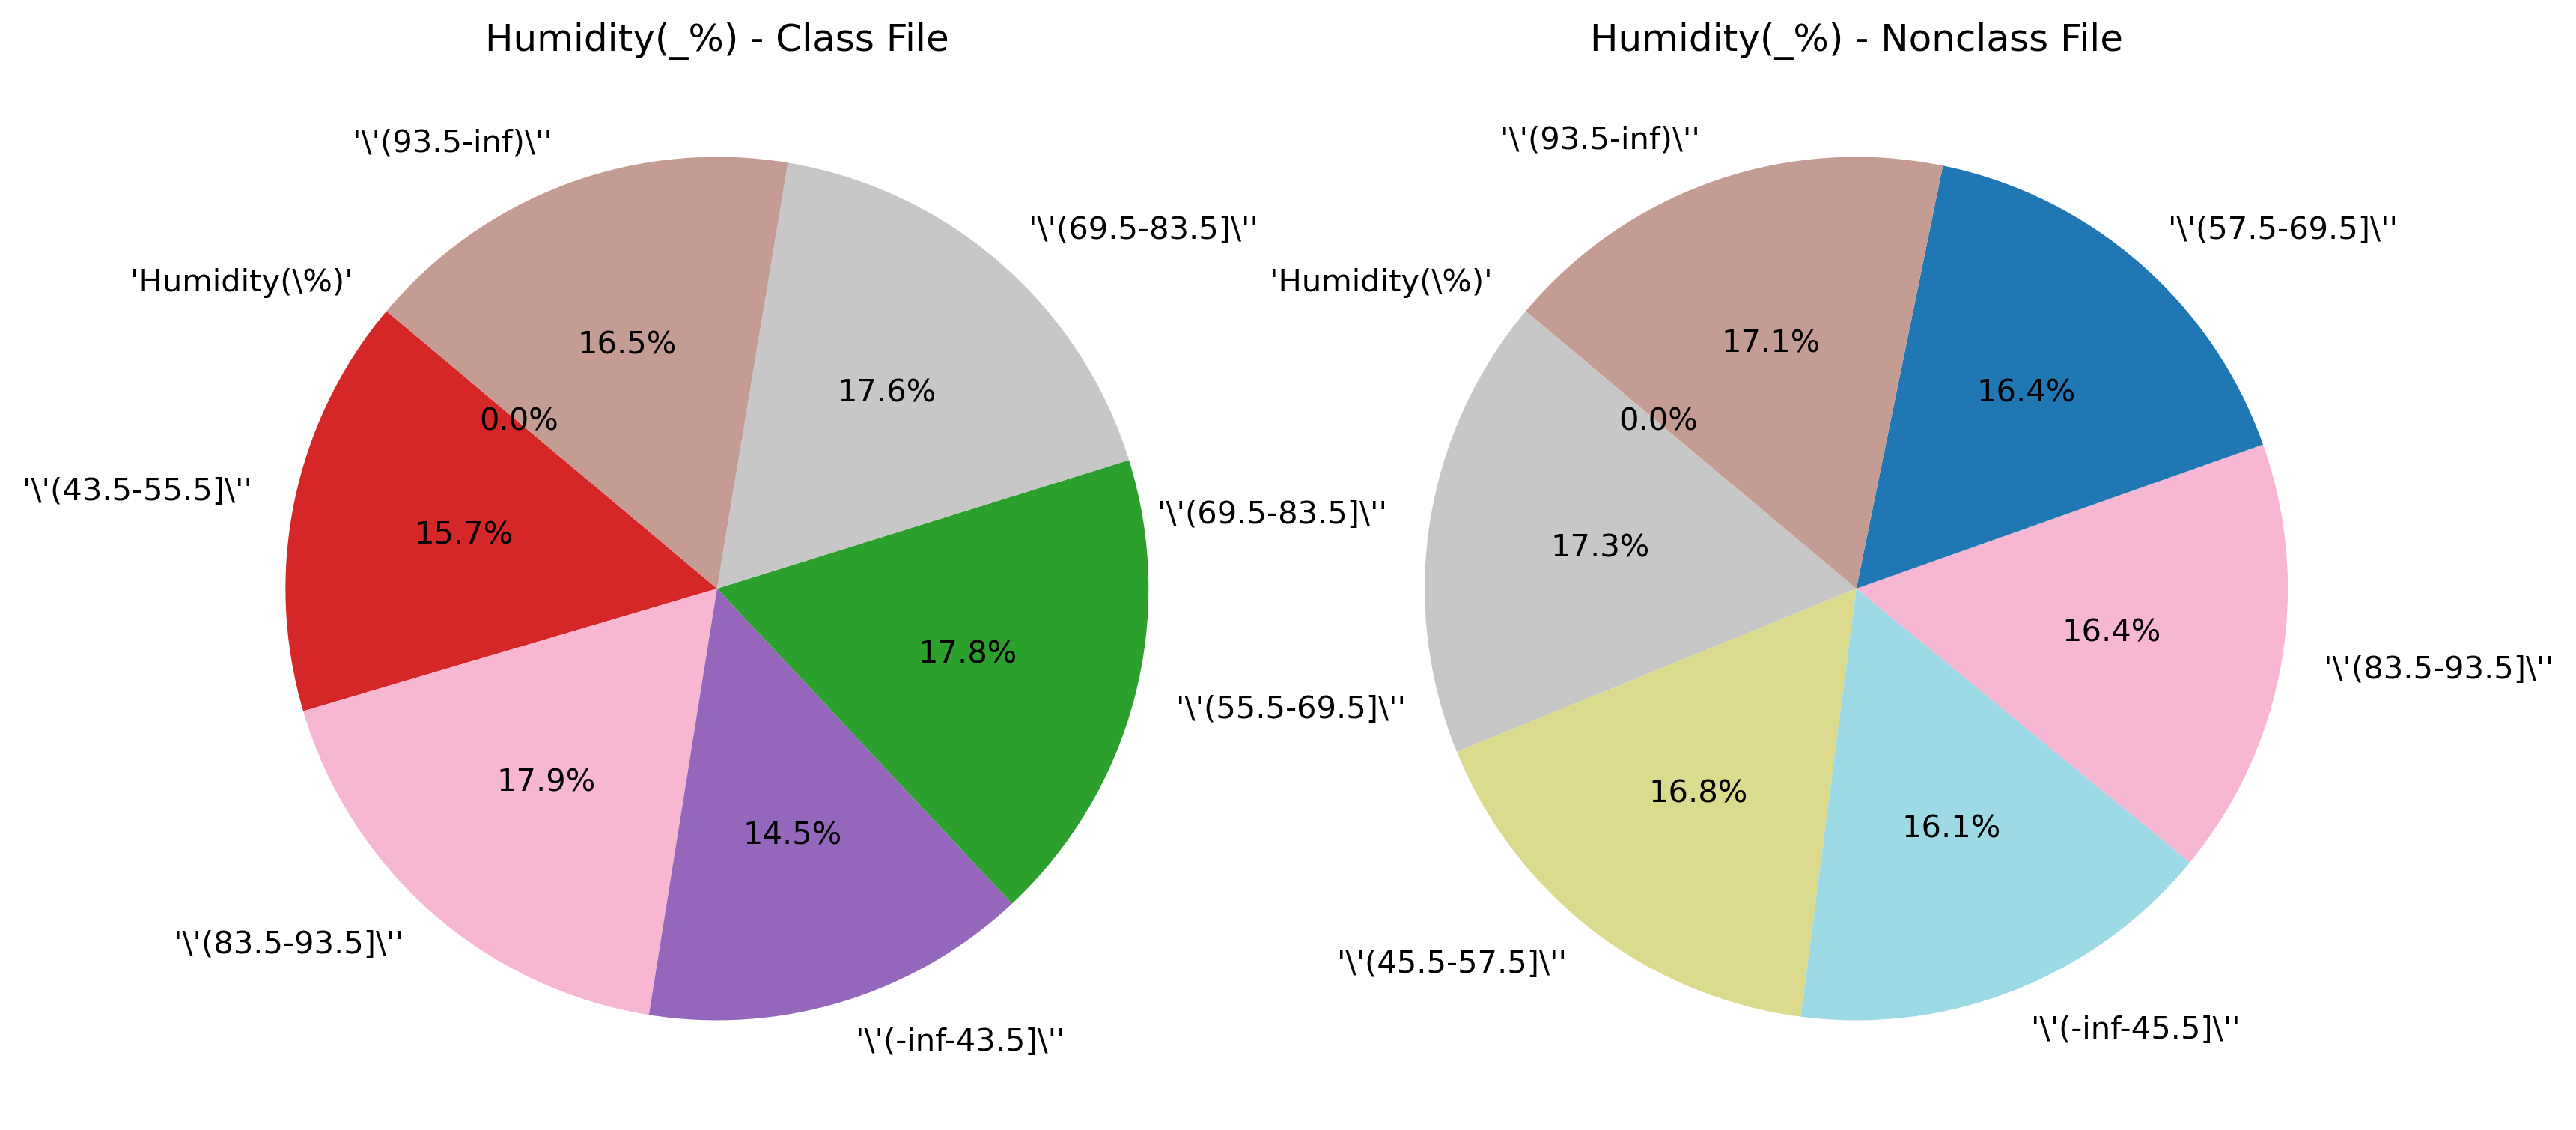 Humidity(_%) - Class File
'\'(93.5-inf)\''
'\'(69.5-83.5]\''
'Humidity(\%)'
16.5%
17.6%
0.0%
'\'(43.5-55.5]\''
15.7%
17.8%
'\'(55.5-69.5]\''
17.9%
14.5%
'\'(83.5-93.5]\''
'\'(-inf-43.5]\''
Humidity(_%) - Nonclass File
'\'(93.5-inf)\''
'\'(57.5-69.5]\''
'Humidity(\%)'
17.1%
16.4%
0.0%
'\'(69.5-83.5]\''
17.3%
16.4%
'\'(83.5-93.5]\''
16.8%
16.1%
'\'(45.5-57.5]\''
'\'(-inf-45.5]\''